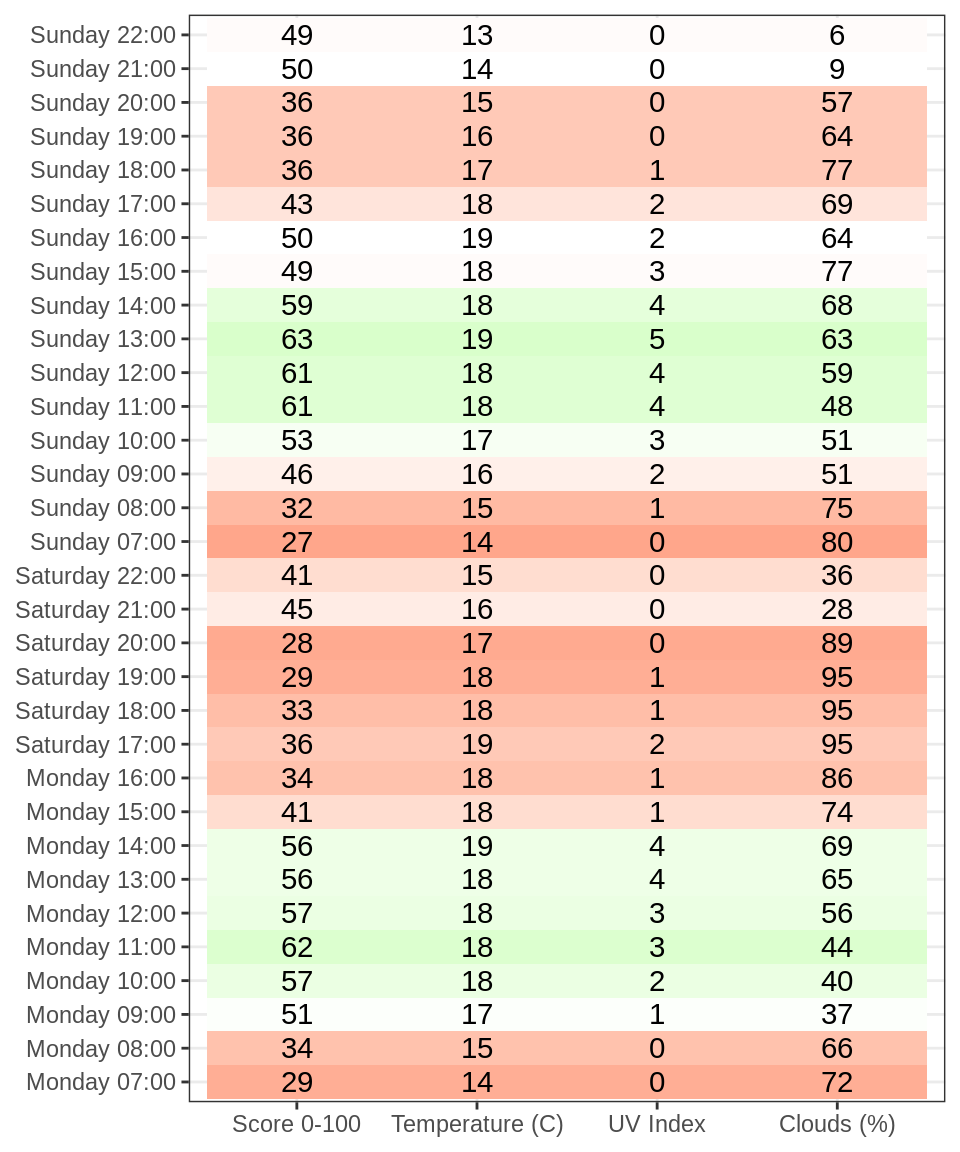 Sunday 22:00 49 13 0 6
Sunday 21:00 50 14 0 9
Sunday 20:00 36 15 0 57
Sunday 19:00 36 16 0 64
Sunday 18:00 36 17 1 77
Sunday 17:00 43 18 2 69
Sunday 16:00 50 19 2 64
Sunday 15:00 49 18 3 77
Sunday 14:00 59 18 4 68
Sunday 13:00 63 19 5 63
Sunday 12:00 61 18 4 59
Sunday 11:00 61 18 4 48
Sunday 10:00 53 17 3 51
Sunday 09:00 46 16 2 51
Sunday 08:00 32 15 1 75
Sunday 07:00 27 14 0 80
Saturday 22:00 41 15 0 36
Saturday 21:00 45 16 0 28
Saturday 20:00 28 17 0 89
Saturday 19:00 29 18 1 95
Saturday 18:00 33 18 1 95
Saturday 17:00 36 19 2 95
Monday 16:00 34 18 1 86
Monday 15:00 41 18 1 74
Monday 14:00 56 19 4 69
Monday 13:00 56 18 4 65
Monday 12:00 57 18 3 56
Monday 11:00 62 18 3 44
Monday 10:00 57 18 2 40
Monday 09:00 51 17 1 37
Monday 08:00 34 15 0 66
Monday 07:00 29 14 0 72
Score 0-100 Temperature (C) UV Index Clouds (%)